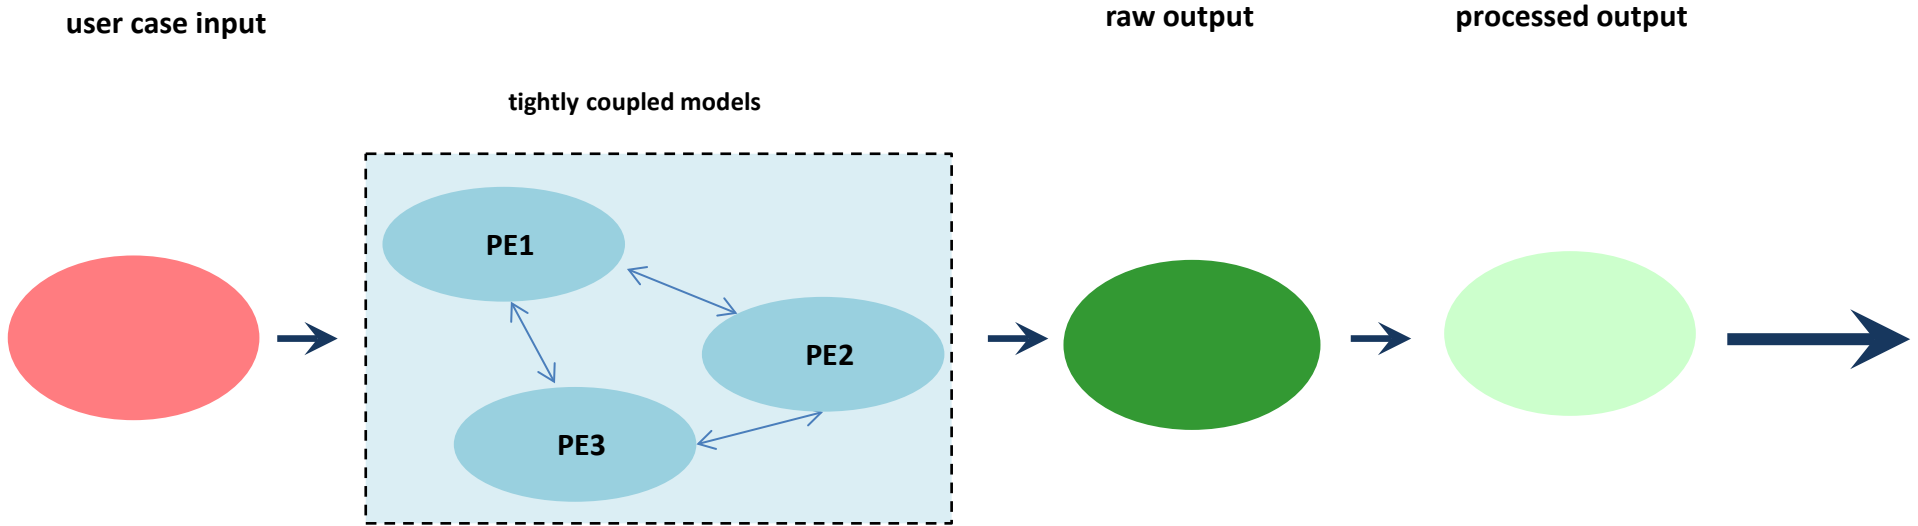 user case input
raw output
processed output
tightly coupled models
PE1
PE2
PE3